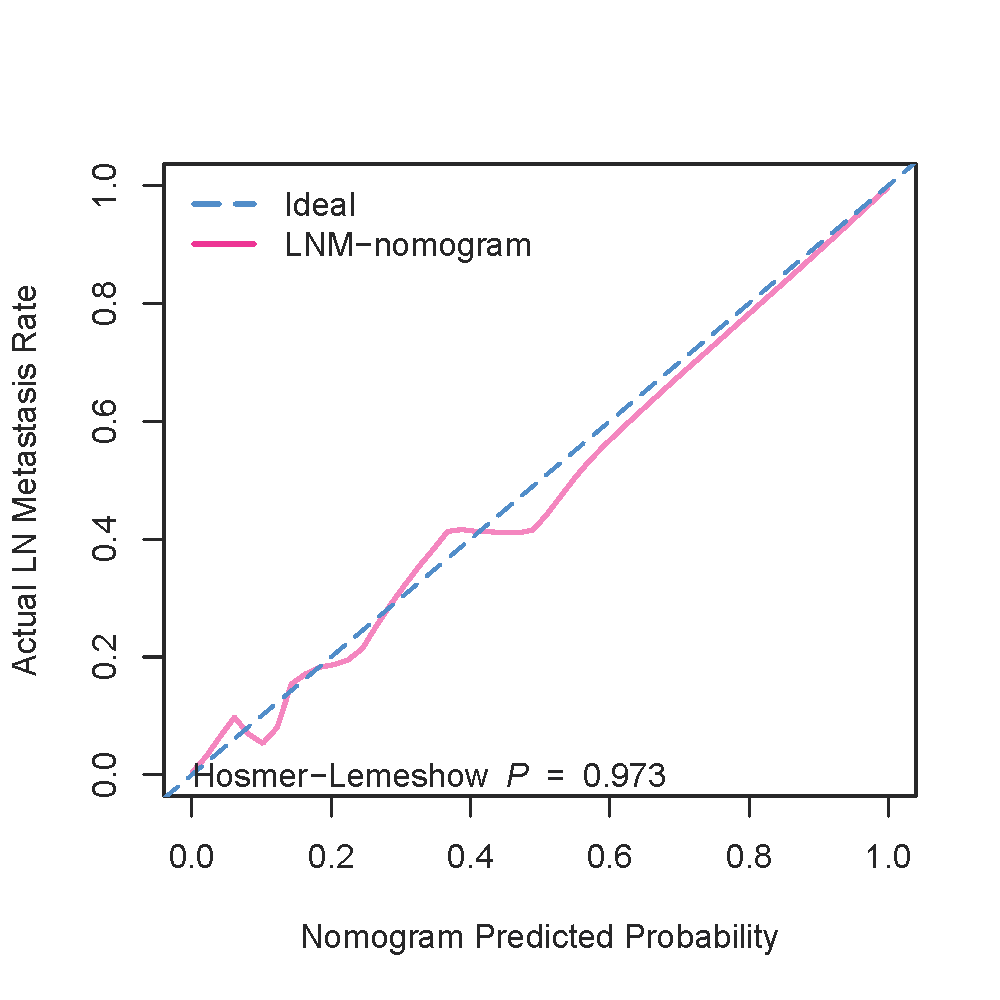 Ideal
LNM−nomogram
Actual LN Metastasis Rate
1.0
0.8
0.6
0.4
0.2
0.0
Hosmer−Lemeshow P = 0.973
0.0 0.2 0.4 0.6 0.8 1.0
Nomogram Predicted Probability